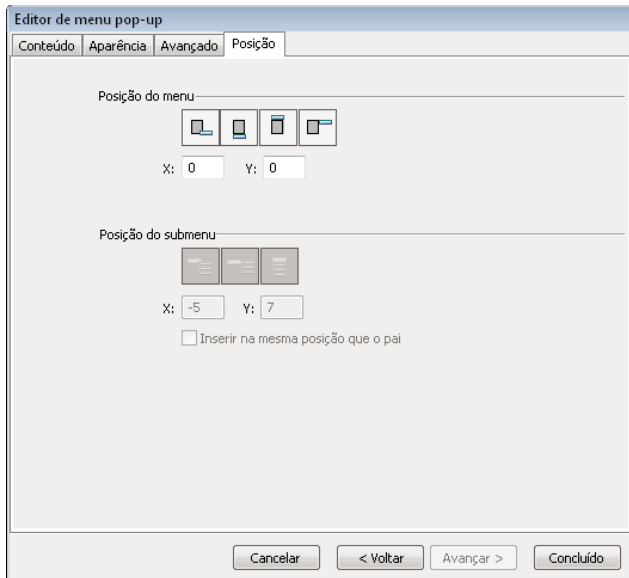 Editor de menu pop-up
Conteúdo Aparência Avançado Posição
Posição do menu
X: 0 Y: 0
Posição do submenu
X: -5 Y: 7
Inserir na mesma posição que o pai
Cancelar < Voltar Avançar > Concluído